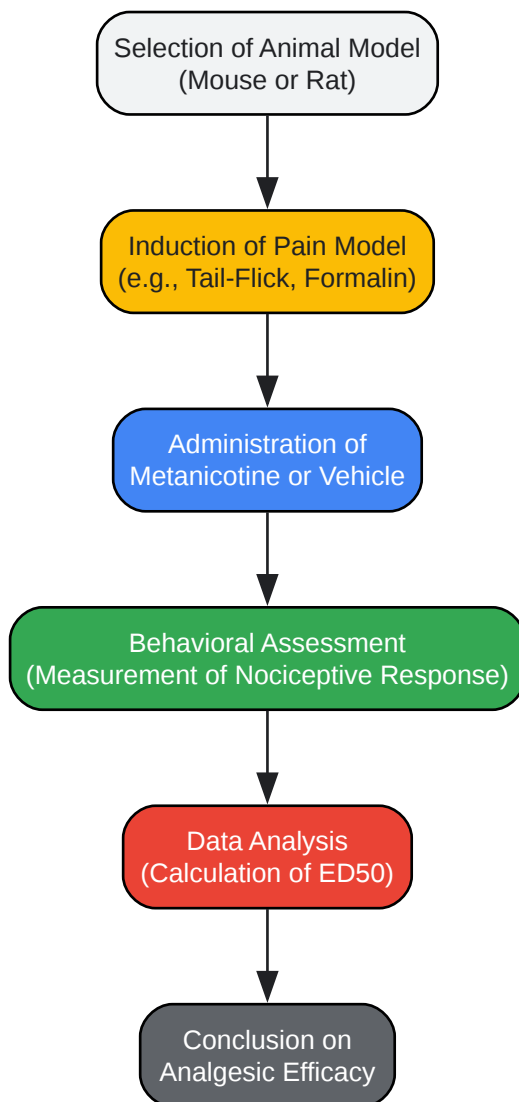 Selection of Animal Model
(Mouse or Rat)
Induction of Pain Model
(e.g., Tail-Flick, Formalin)
Administration of
Metanicotine or Vehicle
Behavioral Assessment
(Measurement of Nociceptive Response)
Data Analysis
(Calculation of ED50)
Conclusion on
Analgesic Efficacy